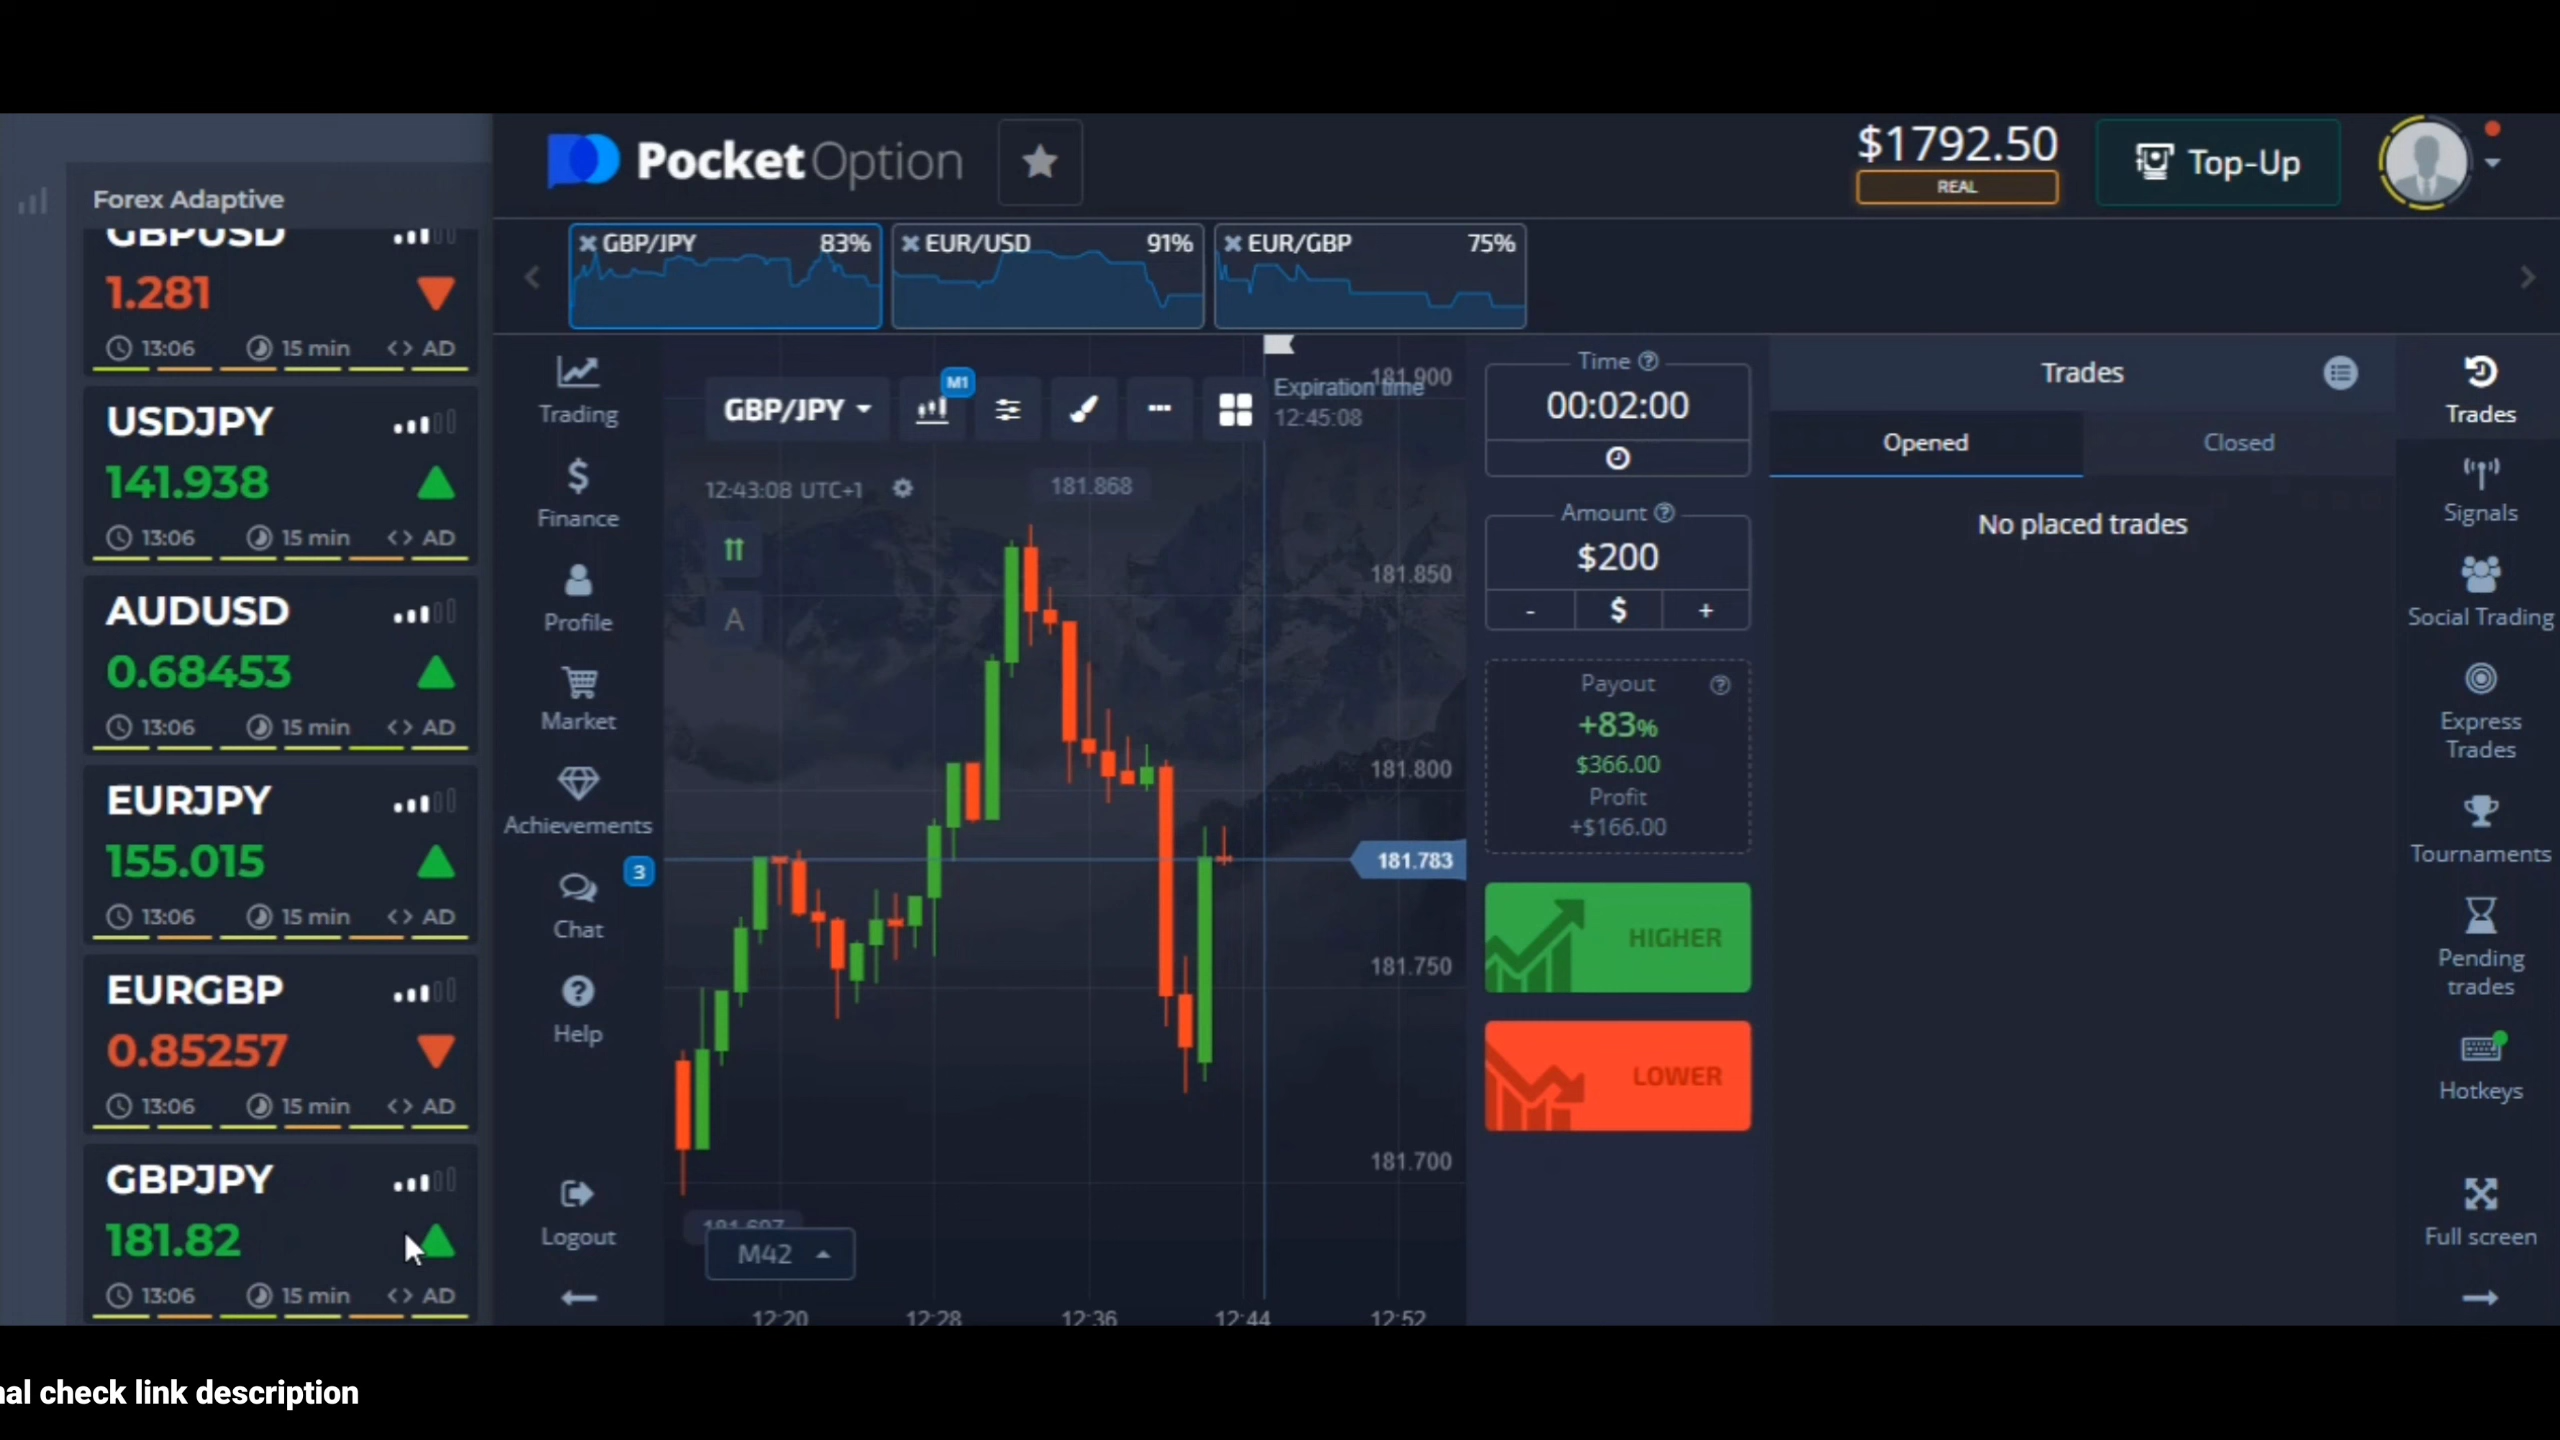 PocketOption
$1792.50
REAL
Top-Up
Forex Adaptive
GBPUSD
1.281
13:06 15 min <> AD
USDJPY
141.938
13:06 15 min <> AD
AUDUSD
0.68453
13:06 15 min <> AD
EURJPY
155.015
13:06 15 min <> AD
EURGBP
0.85257
13:06 15 min <> AD
GBPJPY
181.82
13:06 15 min <> AD
GBP/JPY 83%
EUR/USD 91%
EUR/GBP 75%
Trading
Finance
Profile
Market
Achievements
3
Chat
Help
Logout
GBP/JPY
M1
Expiration time
12:45:08
12:43:08 UTC+1
181.868
A
181.900
181.850
181.800
181.783
181.750
181.700
181.697
M42
12:20 12:28 12:36 12:44 12:52
Time
00:02:00
Amount
$200
- $ +
Payout
+83%
$366.00
Profit
+$166.00
HIGHER
LOWER
Trades
Opened Closed
No placed trades
Trades
Signals
Social Trading
Express
Trades
Tournaments
Pending
trades
Hotkeys
Full screen
check link description